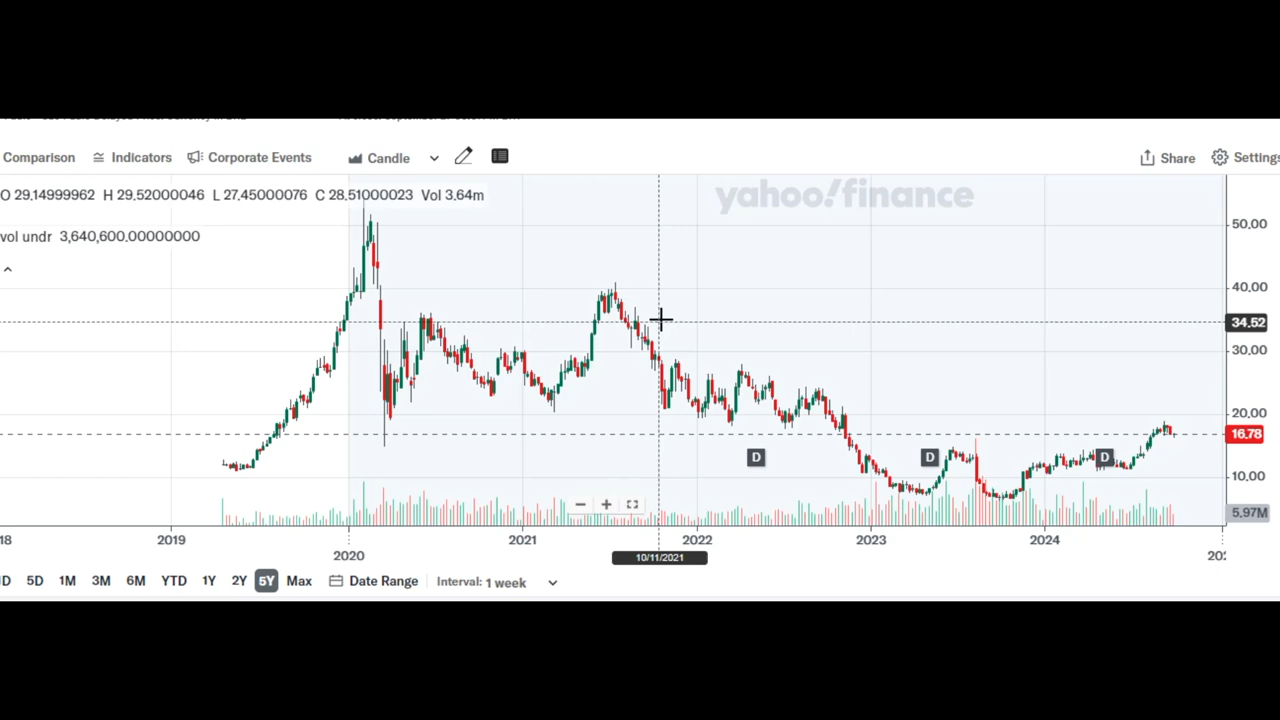 Comparison Indicators Corporate Events Candle Share Settings
O 29.14999962 H 29.52000046 L 27.45000076 C 28.51000023 Vol 3.64m
yahoo!finance
vol undr 3,640,600.00000000
50.00
40.00
34.52
30.00
20.00
16.78
D D D
10.00
5.97M
18 2019 2021 2022 2023 2024
2020
10/11/2021
5D 1M 3M 6M YTD 1Y 2Y 5Y Max Date Range Interval: 1 week